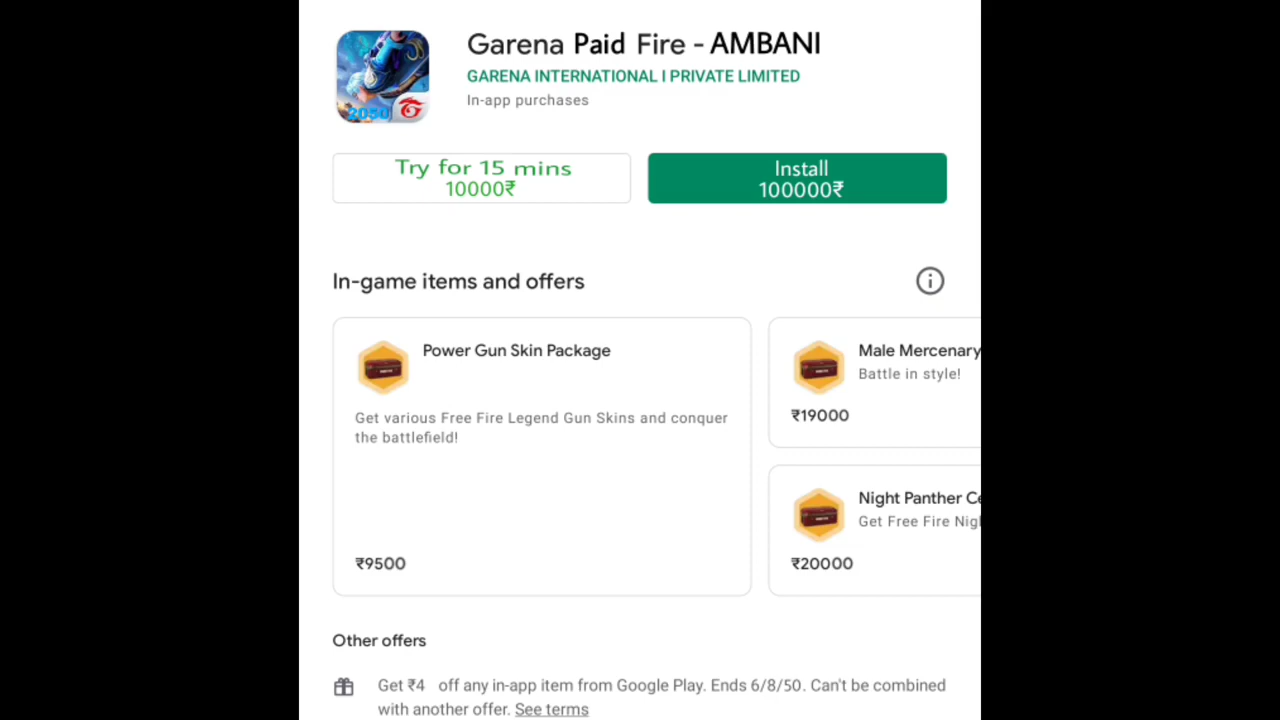 Garena Paid Fire - AMBANI
GARENA INTERNATIONAL I PRIVATE LIMITED
In-app purchases
2050
Try for 15 mins
10000₹
Install
100000₹
In-game items and offers
Power Gun Skin Package
Get various Free Fire Legend Gun Skins and conquer
the battlefield!
₹9500
Male Mercenary
Battle in style!
₹19000
Night Panther Ce
Get Free Fire Nig
₹20000
Other offers
Get ₹4 off any in-app item from Google Play. Ends 6/8/50. Can't be combined
with another offer. See terms